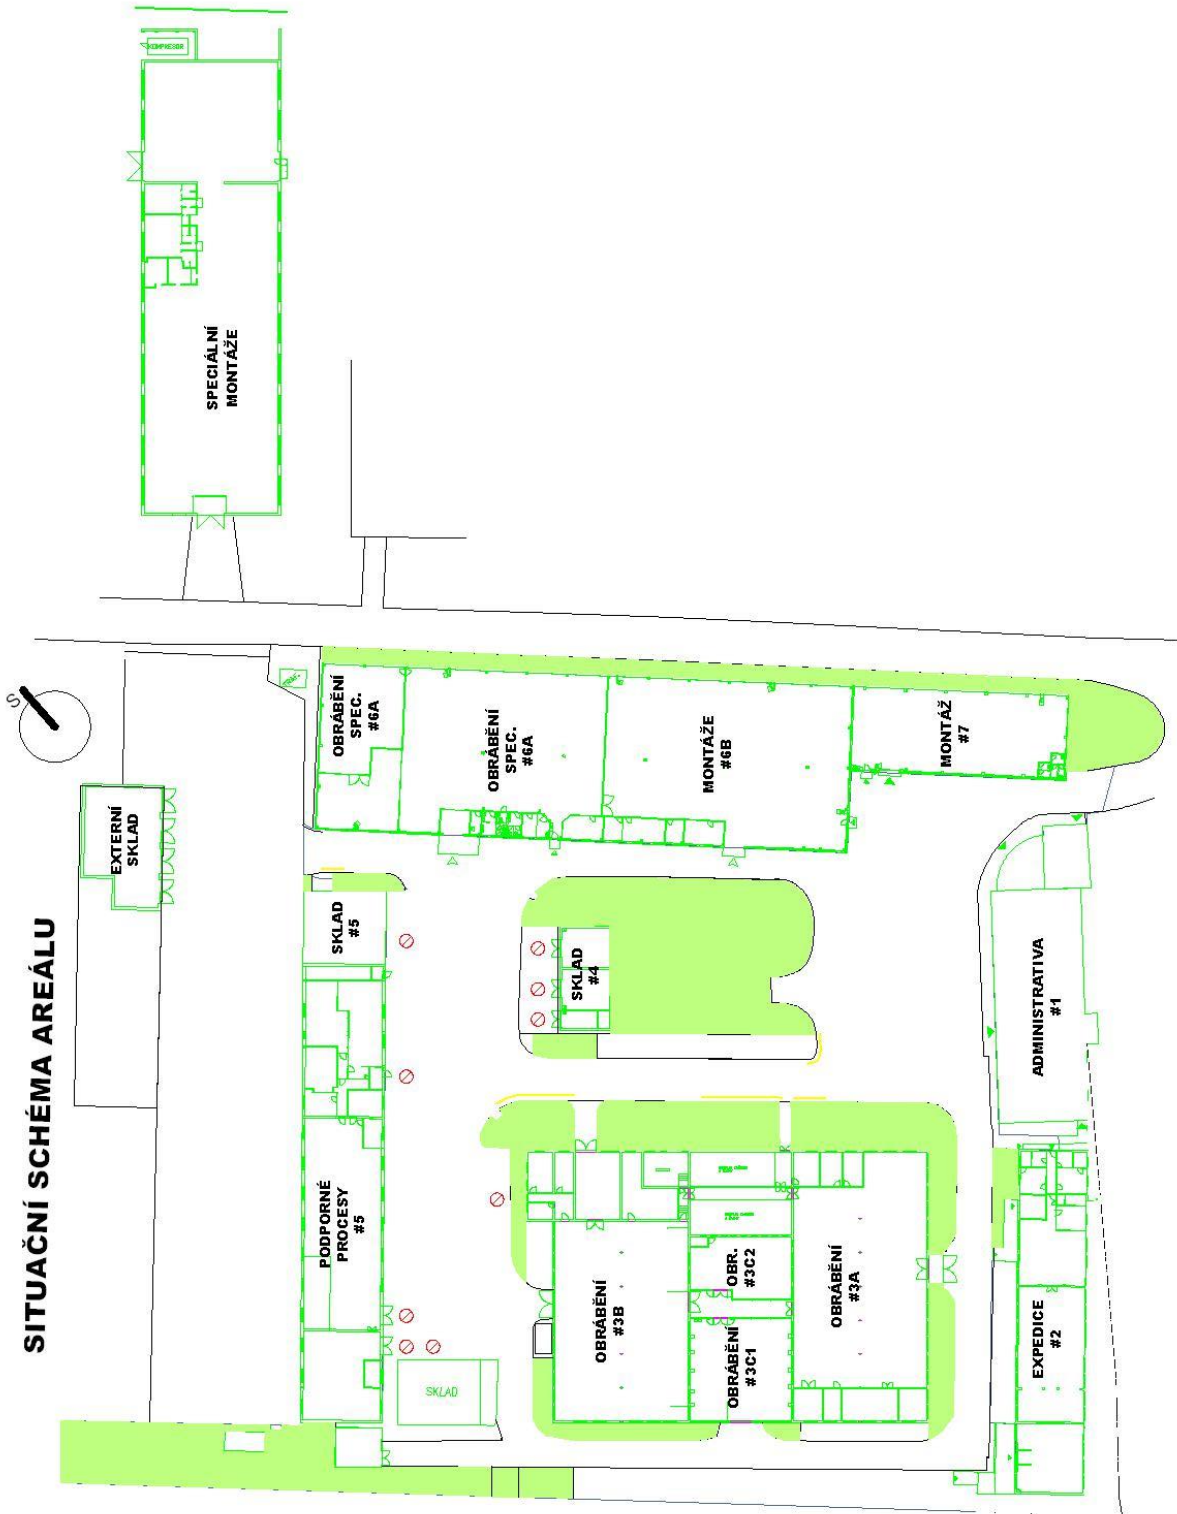 SITUAČNÍ SCHÉMA AREÁLU
S
KOMPRESOR
SPECIÁLNÍ
MONTÁŽE
EXTERNÍ
SKLAD
TRAF.
OBRÁBĚNÍ
SPEC.
#6A
OBRÁBĚNÍ
SPEC.
#6A
MONTÁŽE
#6B
MONTÁŽ
#7
SKLAD
#5
SKLAD
#4
ADMINISTRATIVA
#1
PODPORNÉ
PROCESY
#5
OBRÁBĚNÍ
#3B
OBR.
#3C2
OBRÁBĚNÍ
#3C1
OBRÁBĚNÍ
#3A
EXPEDICE
#2
SKLAD